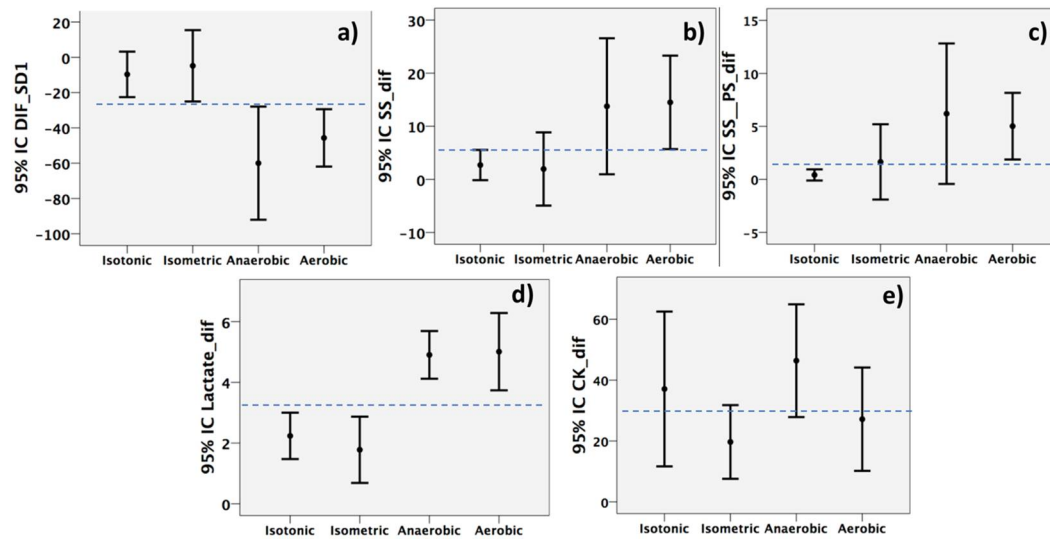 a)
95% IC DIF_SD1
20
0
-20
-40
-60
-80
-100
Isotonic Isometric Anaerobic Aerobic
b)
95% IC SS_dif
30
20
10
0
-10
Isotonic Isometric Anaerobic Aerobic
c)
95% IC SS__PS_dif
15
10
5
0
-5
Isotonic Isometric Anaerobic Aerobic
d)
95% IC Lactate_dif
6
4
2
0
Isotonic Isometric Anaerobic Aerobic
e)
95% IC CK_dif
60
40
20
0
Isotonic Isometric Anaerobic Aerobic